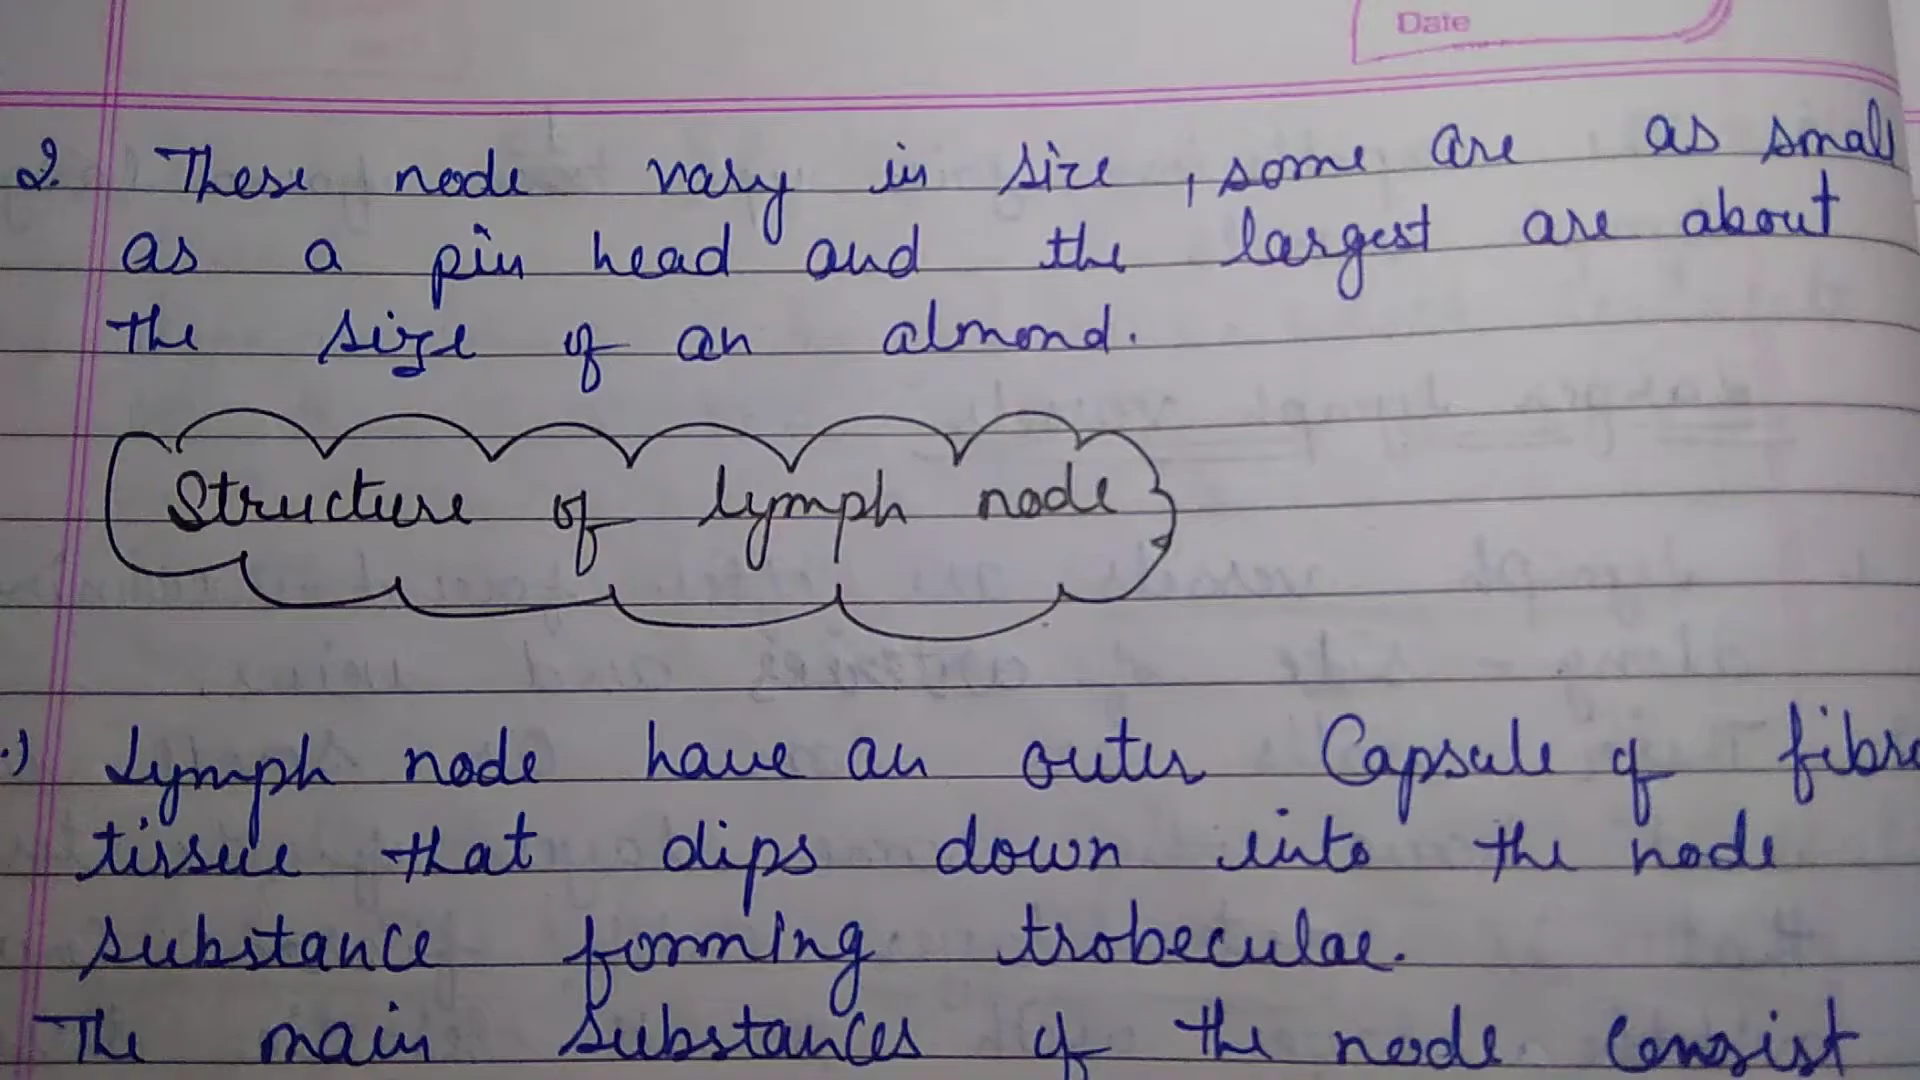 Date
2. These node vary in size, some are as small
as a pin head and the largest are about
the size of an almond.
Structure of lymph node
.) Lymph node have an outer Capsule of fibro
tissue that dips down into the node
substance forming trobeculae.
The main substances of the node consist